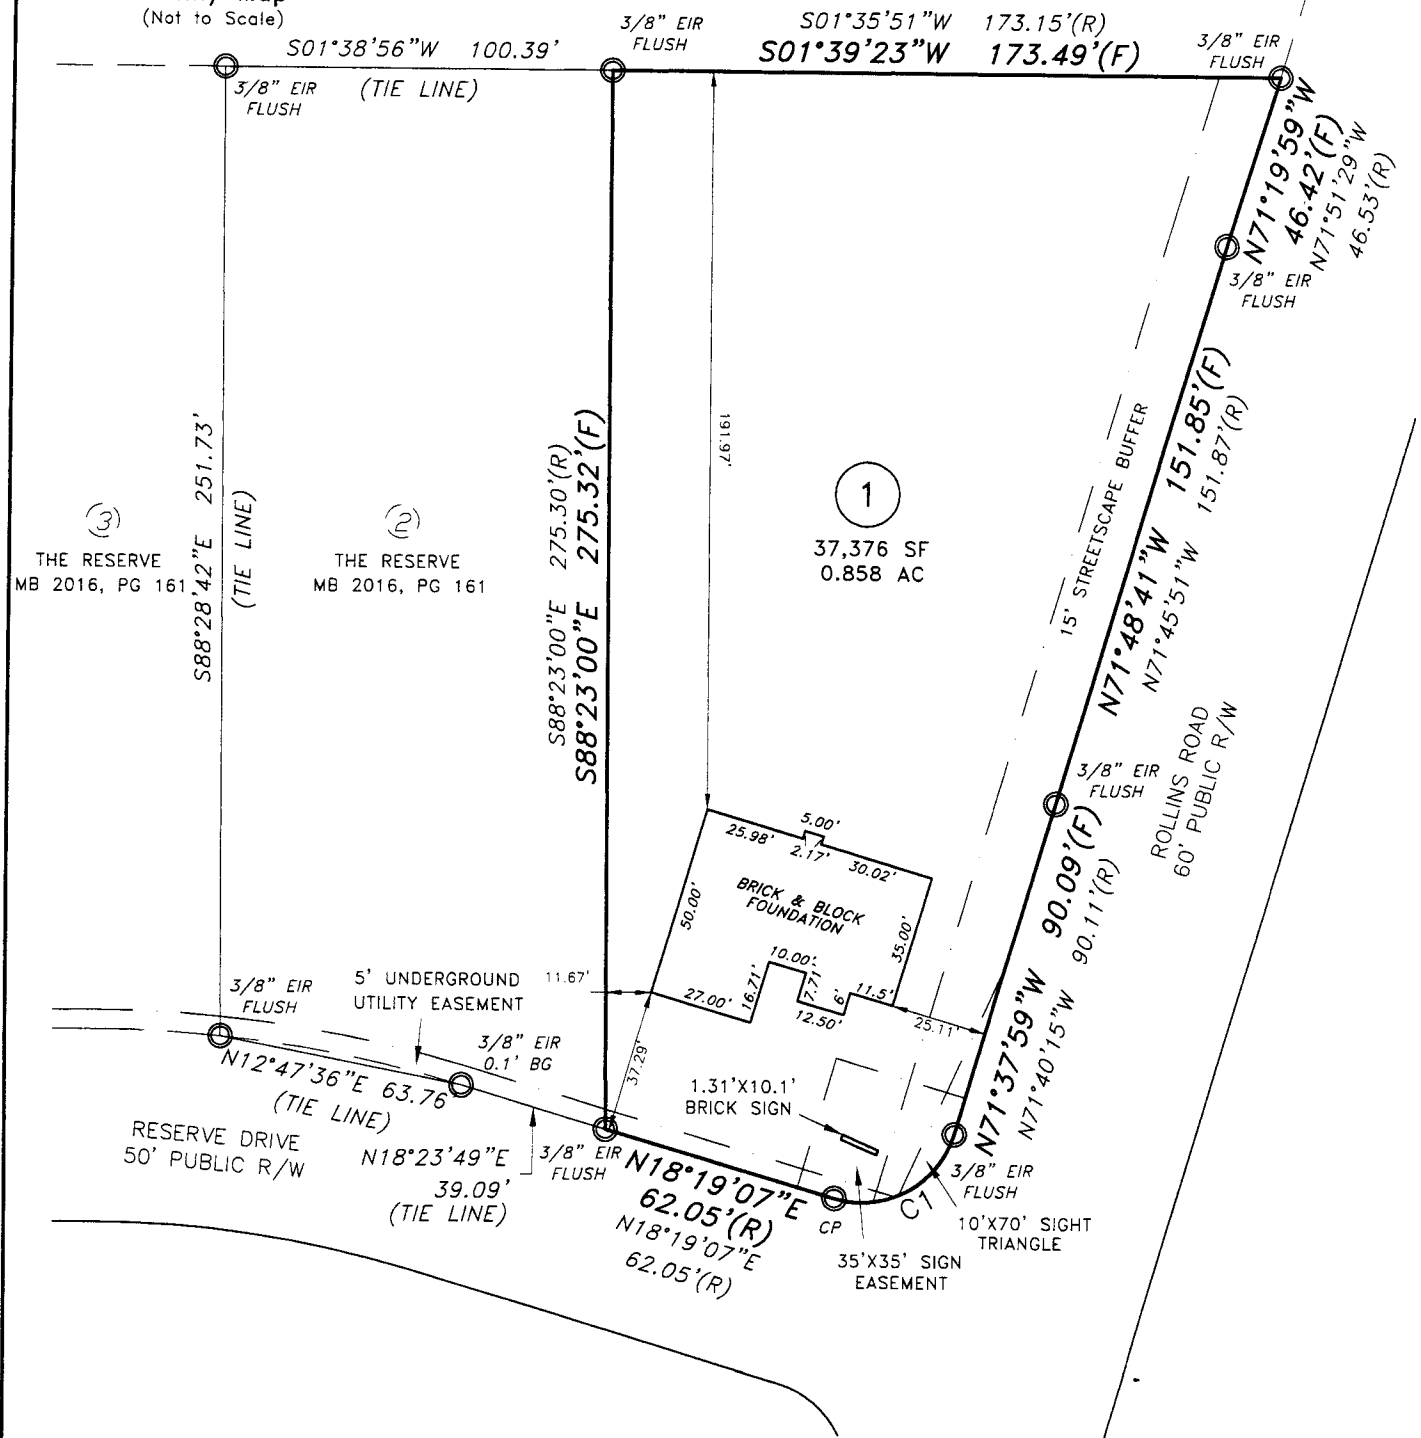 (Not to Scale)
S01°38'56"W 100.39'
(TIE LINE)
3/8" EIR
FLUSH
3/8" EIR
FLUSH
S01°35'51"W 173.15'(R)
S01°39'23"W 173.49'(F)
3/8" EIR
FLUSH
N71°19'59"W
46.42'(F)
N71°51'29"W
46.53'(R)
3/8" EIR
FLUSH
S88°28'42"E 251.73'
(TIE LINE)
3
THE RESERVE
MB 2016, PG 161
2
THE RESERVE
MB 2016, PG 161
S88°23'00"E 275.30'(R)
S88°23'00"E 275.32'(F)
191.97'
1
37,376 SF
0.858 AC
15' STREETSCAPE BUFFER
N71°48'41"W 151.85'(F)
N71°45'51"W 151.87'(R)
ROLLINS ROAD
60' PUBLIC R/W
3/8" EIR
FLUSH
N71°37'59"W 90.09'(F)
N71°40'15"W 90.11'(R)
25.98'
5.00'
2.17'
30.02'
BRICK & BLOCK
FOUNDATION
50.00'
35.00'
10.00'
27.00'
16.71'
7.71'
12.50'
6'
11.5'
11.67'
25.11'
37.29'
3/8" EIR
FLUSH
5' UNDERGROUND
UTILITY EASEMENT
3/8" EIR
0.1' BG
N12°47'36"E 63.76'
(TIE LINE)
1.31'X10.1'
BRICK SIGN
RESERVE DRIVE
50' PUBLIC R/W
N18°23'49"E
39.09'
(TIE LINE)
3/8" EIR
FLUSH
N18°19'07"E
62.05'(R)
N18°19'07"E
62.05'(R)
CP
C1
3/8" EIR
FLUSH
10'X70' SIGHT
TRIANGLE
35'X35' SIGN
EASEMENT